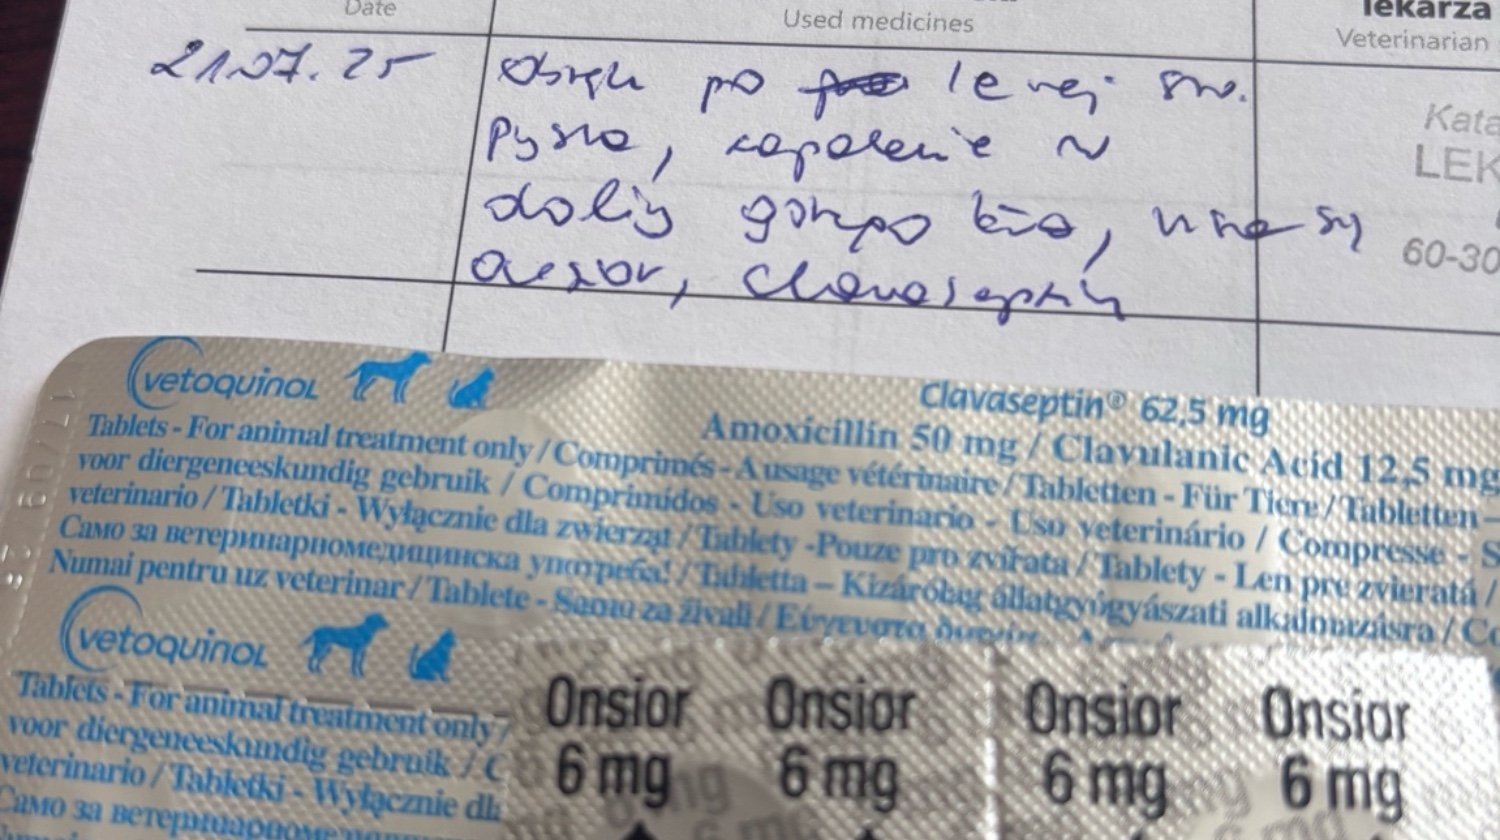 Date
Used medicines
lekarza
Veterinarian
21.07.25
Obrzęk po lewej str.
pyska, zapalenie w
dolij
Onsior, Clavaseptin
Kata
LEK
60-30
vetoquinol
Clavaseptin® 62,5 mg
Amoxicillin 50 mg / Clavulanic Acid 12,5 mg
Tablets - For animal treatment only / Comprimés - A usage vétérinaire / Tabletten - Für Tiere / Tabletten -
voor diergeneeskundig gebruik / Comprimidos - Uso veterinario - Uso veterinário / Compresse - S
veterinario / Tabletki - Wyłącznie dla zwierząt / Tablety -Pouze pro zvířata / Tablety - Len pre zvieratá /
Само за ветеринарномедицинска употреба! / Tabletta – Kizárólag állatgyógyászati alkalmazásra / Co
Numai pentru uz veterinar / Tablete - Samo za živali /
vetoquinol
Tablets - For animal treatment only /
voor diergeneeskundig gebruik / C
veterinario / Tabletki - Wyłącznie dla
Само за ветеринарномедицинска
Onsior Onsior Onsior Onsior
6 mg 6 mg 6 mg 6 mg